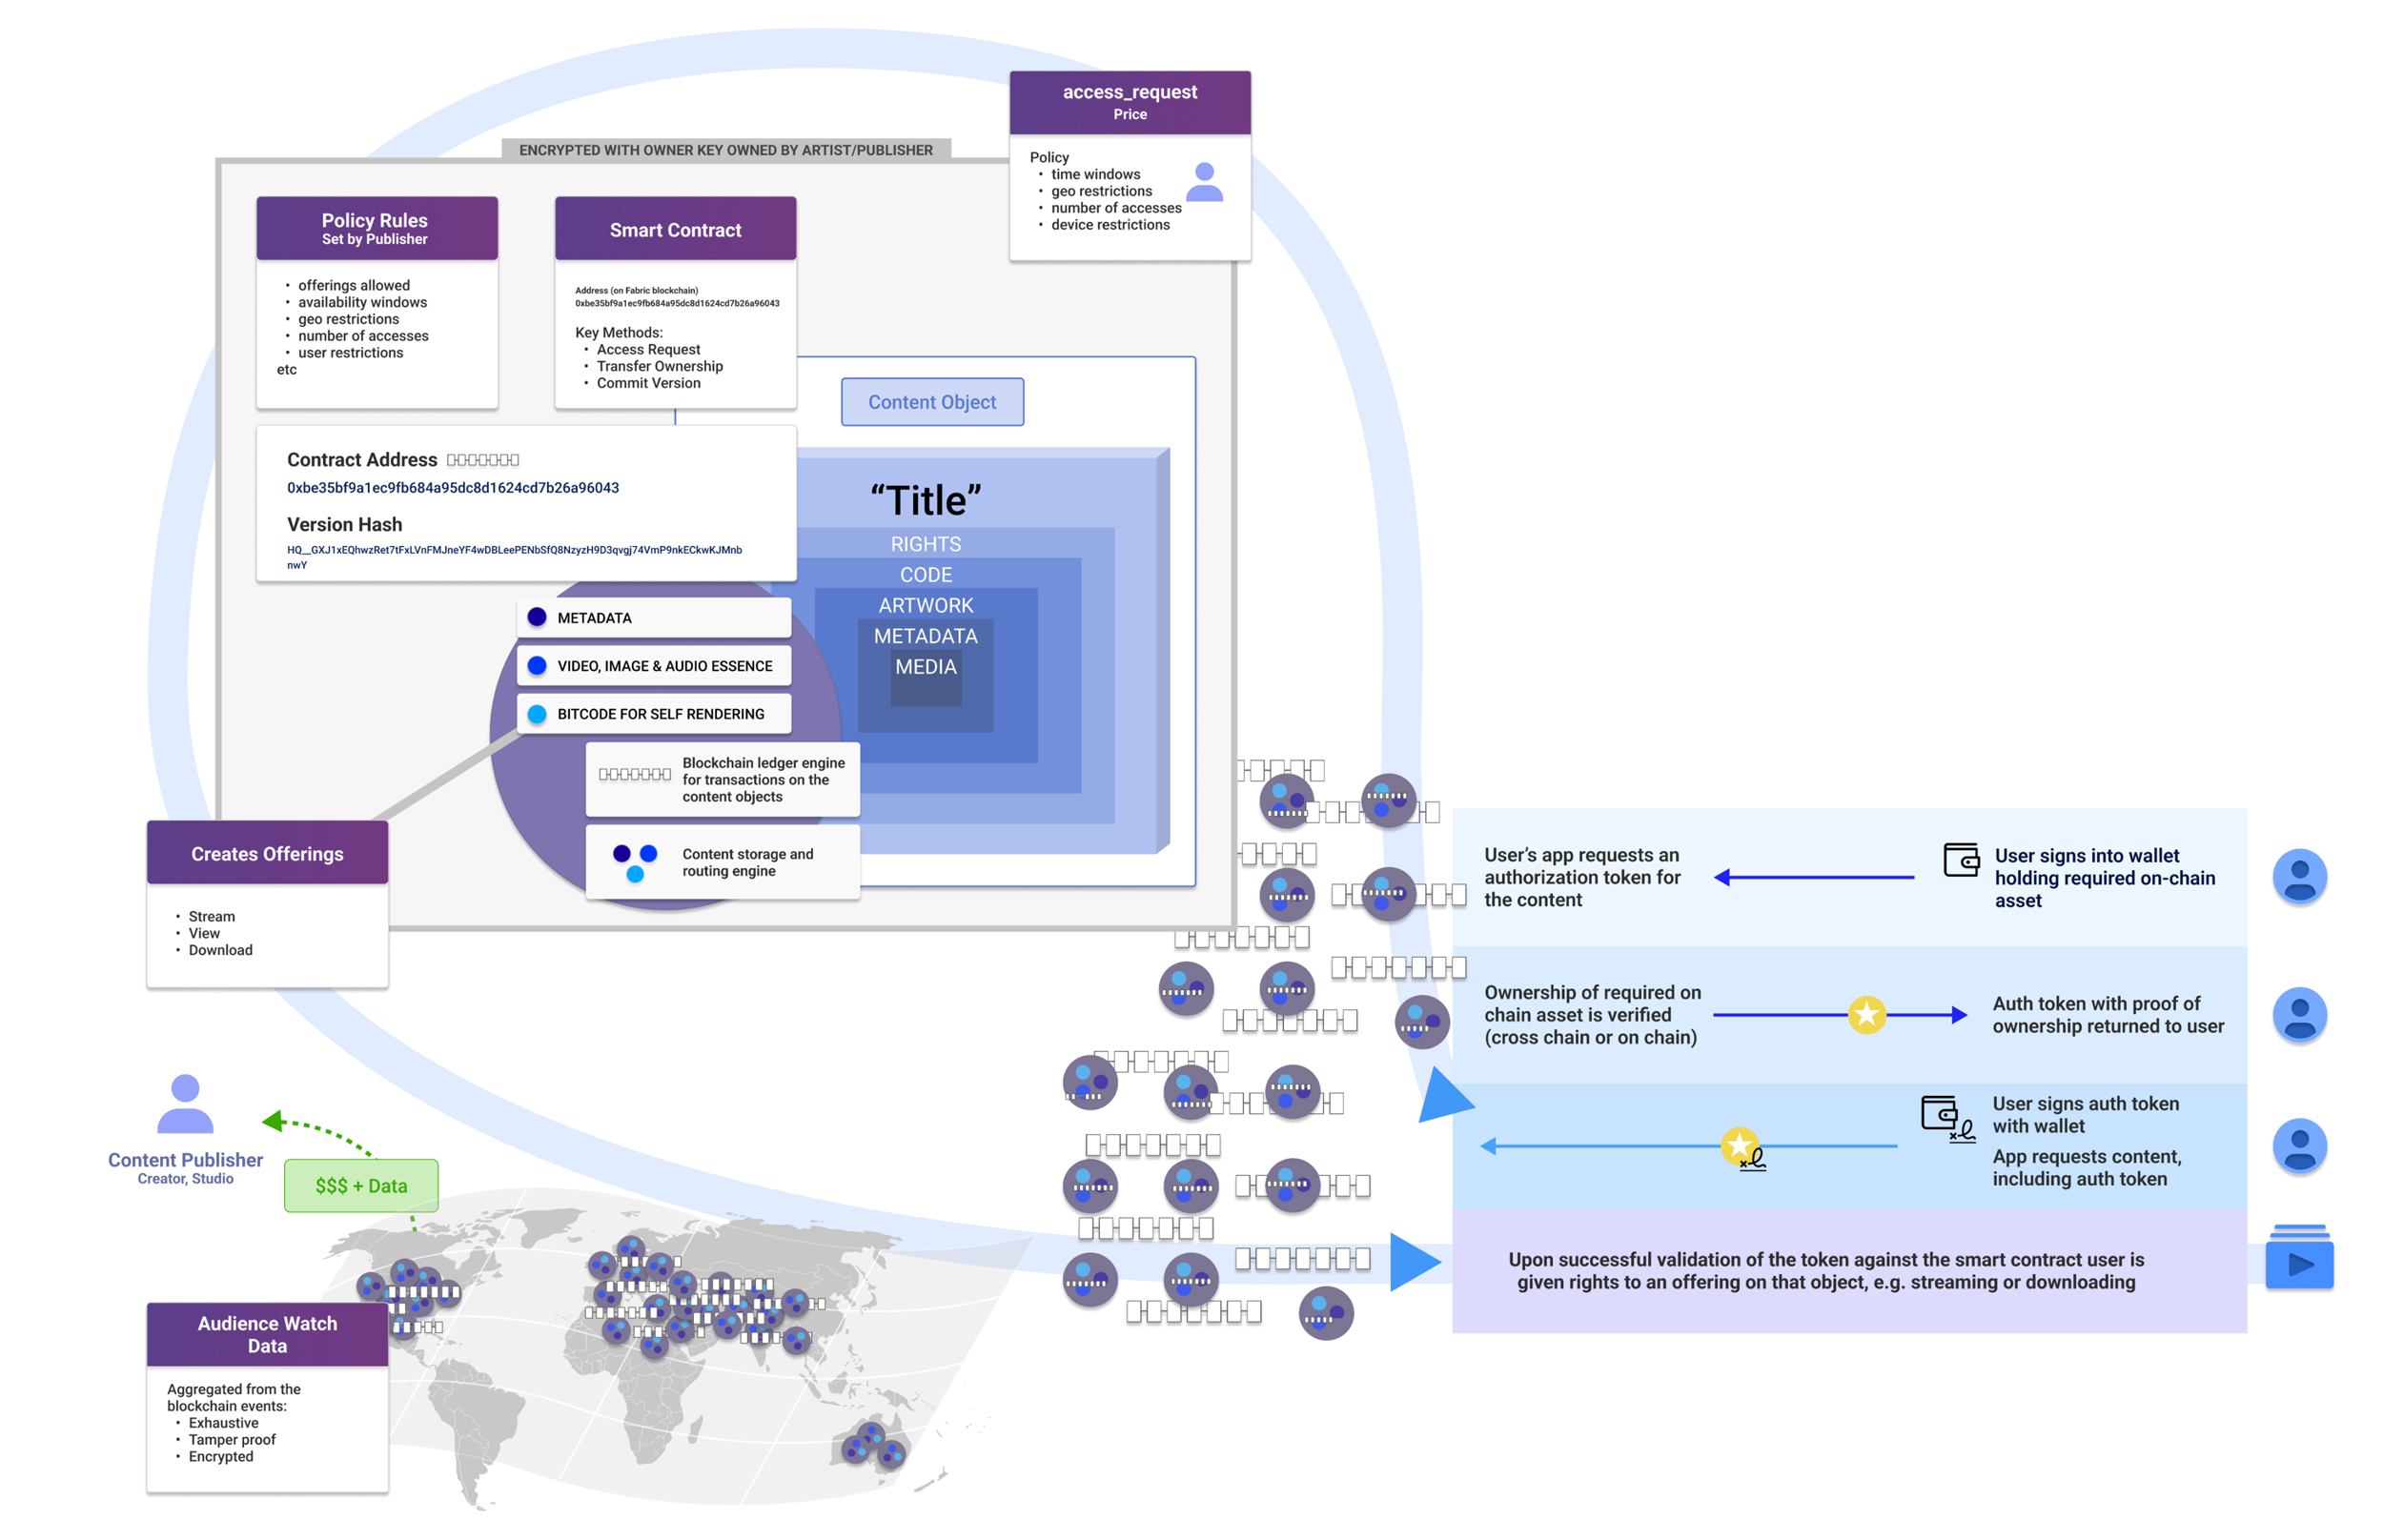 access_request
Price
Policy
• time windows
• geo restrictions
• number of accesses
• device restrictions
ENCRYPTED WITH OWNER KEY OWNED BY ARTIST/PUBLISHER
Policy Rules
Set by Publisher
• offerings allowed
• availability windows
• geo restrictions
• number of accesses
• user restrictions
etc
Smart Contract
Address (on Fabric blockchain)
0xbe35bf9a1ec9fb684a95dc8d1624cd7b26a96043
Key Methods:
• Access Request
• Transfer Ownership
• Commit Version
Content Object
Contract Address
0xbe35bf9a1ec9fb684a95dc8d1624cd7b26a96043
Version Hash
HQ__GXJ1xEQhwzRet7tFxLVnFMJneYF4wDBLeePENbSfQ8NzyzH9D3qvgj74VmP9nkECkwKJMnb
nwY
“Title”
RIGHTS
CODE
ARTWORK
METADATA
MEDIA
METADATA
VIDEO, IMAGE & AUDIO ESSENCE
BITCODE FOR SELF RENDERING
Blockchain ledger engine
for transactions on the
content objects
Content storage and
routing engine
Creates Offerings
• Stream
• View
• Download
User’s app requests an
authorization token for
the content
User signs into wallet
holding required on-chain
asset
Ownership of required on
chain asset is verified
(cross chain or on chain)
Auth token with proof of
ownership returned to user
User signs auth token
with wallet
App requests content,
including auth token
Upon successful validation of the token against the smart contract user is
given rights to an offering on that object, e.g. streaming or downloading
Content Publisher
Creator, Studio
$$$ + Data
Audience Watch
Data
Aggregated from the
blockchain events:
• Exhaustive
• Tamper proof
• Encrypted